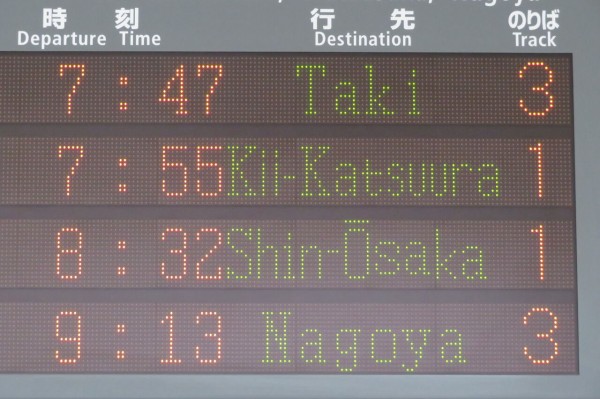 時刻 行先 のりば
Departure Time Destination Track
7:47 Taki 3
7:55 Kii-Katsuura 1
8:32 Shin-Ōsaka 1
9:13 Nagoya 3